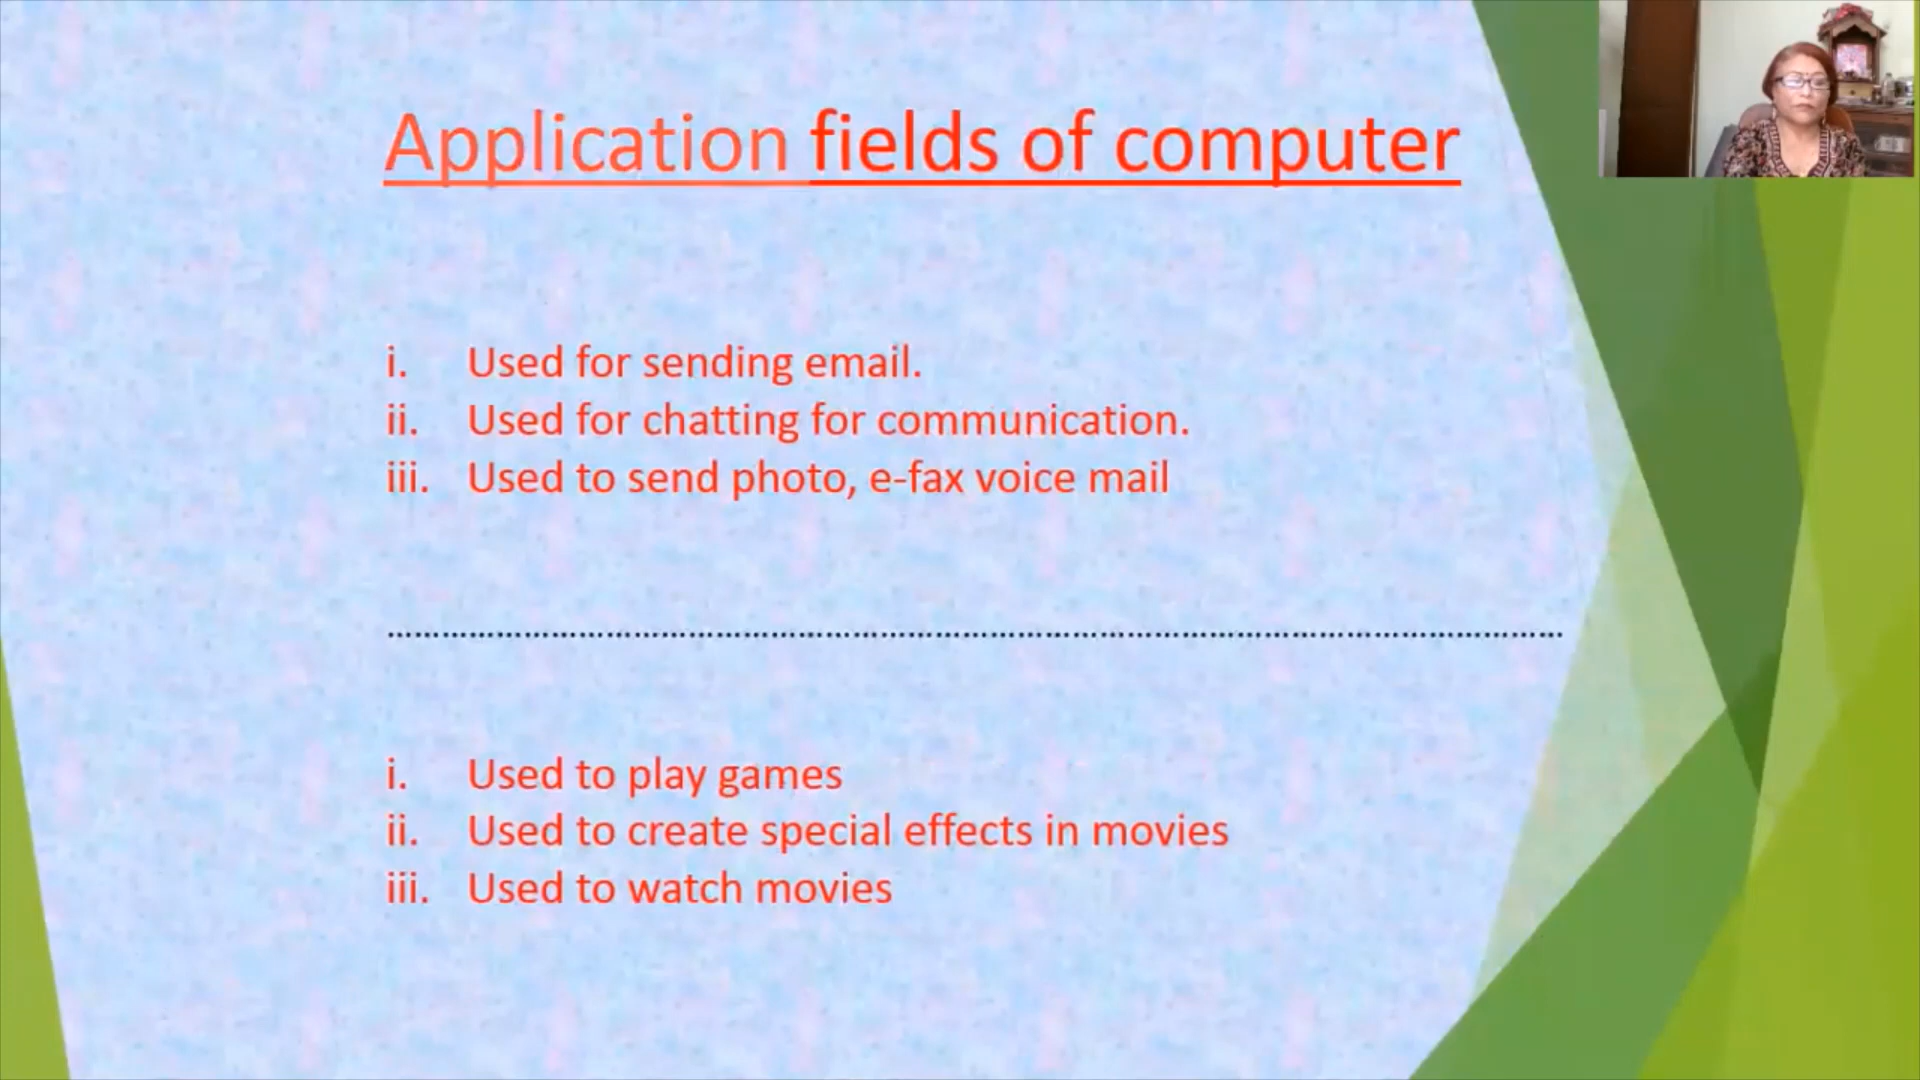 Application fields of computer
i. Used for sending email.
ii. Used for chatting for communication.
iii. Used to send photo, e-fax voice mail
i. Used to play games
ii. Used to create special effects in movies
iii. Used to watch movies